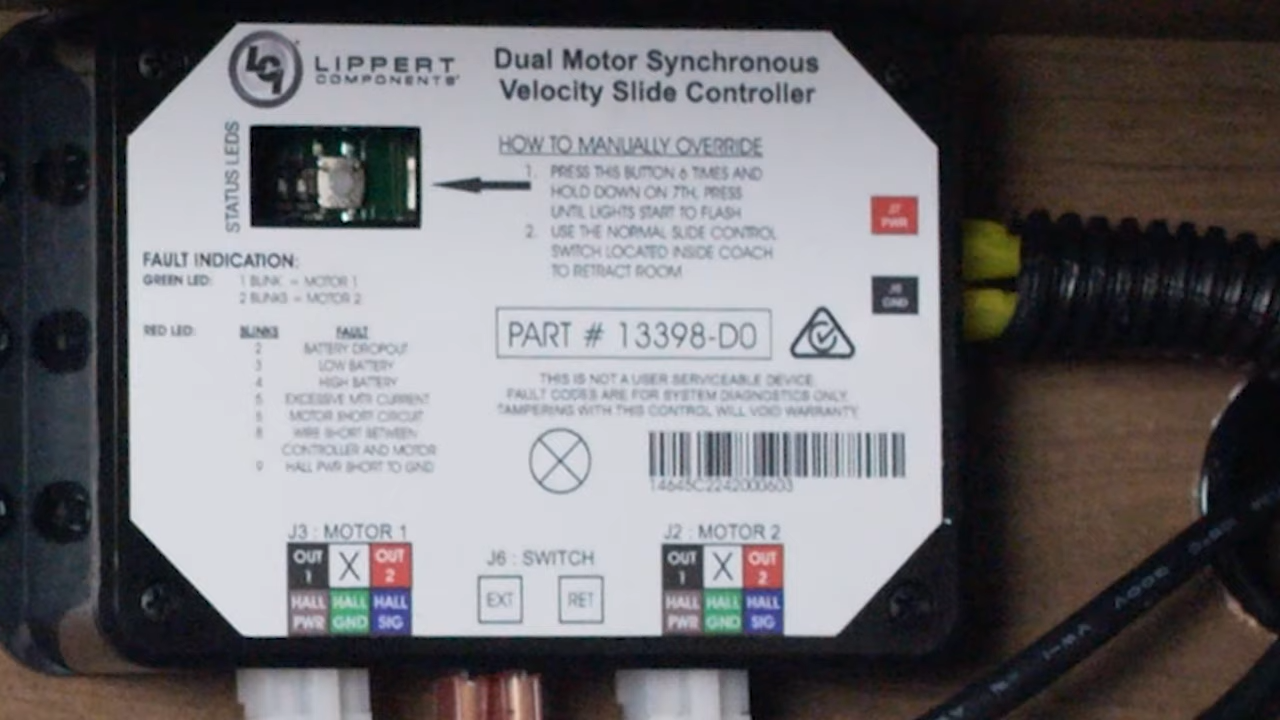 LCI
LIPPERT
COMPONENTS
Dual Motor Synchronous
Velocity Slide Controller
STATUS LEDS
HOW TO MANUALLY OVERRIDE
1. PRESS THIS BUTTON 6 TIMES AND
HOLD DOWN ON 7TH. PRESS
UNTIL LIGHTS START TO FLASH
2. USE THE NORMAL SLIDE CONTROL
SWITCH LOCATED INSIDE COACH
TO RETRACT ROOM
J7
PWR
J8
GND
FAULT INDICATION:
GREEN LED: 1 BLINK = MOTOR 1
2 BLINKS = MOTOR 2
RED LED: BLINKS FAULT
2 BATTERY DROPOUT
3 LOW BATTERY
4 HIGH BATTERY
5 EXCESSIVE MTR CURRENT
6 MOTOR SHORT CIRCUIT
8 WIRE SHORT BETWEEN
CONTROLLER AND MOTOR
9 HALL PWR SHORT TO GND
PART # 13398-D0
THIS IS NOT A USER SERVICEABLE DEVICE.
FAULT CODES ARE FOR SYSTEM DIAGNOSTICS ONLY.
TAMPERING WITH THIS CONTROL WILL VOID WARRANTY.
14645C2242000603
J3 : MOTOR 1
OUT 1 X OUT 2
HALL PWR HALL GND HALL SIG
J6 : SWITCH
EXT RET
J2 : MOTOR 2
OUT 1 X OUT 2
HALL PWR HALL GND HALL SIG